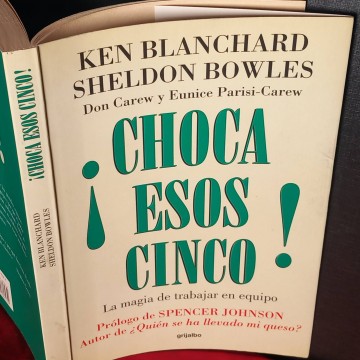 KEN BLANCHARD
SHELDON BOWLES
Don Carew y Eunice Parisi-Carew
¡CHOCA
ESOS
CINCO!
La magia de trabajar en equipo
Prólogo de SPENCER JOHNSON
Autor de ¿Quién se ha llevado mi queso?
grijalbo
¡CHOCA ESOS CINCO!
KEN BLANCHARD
SHELDON BOWLES